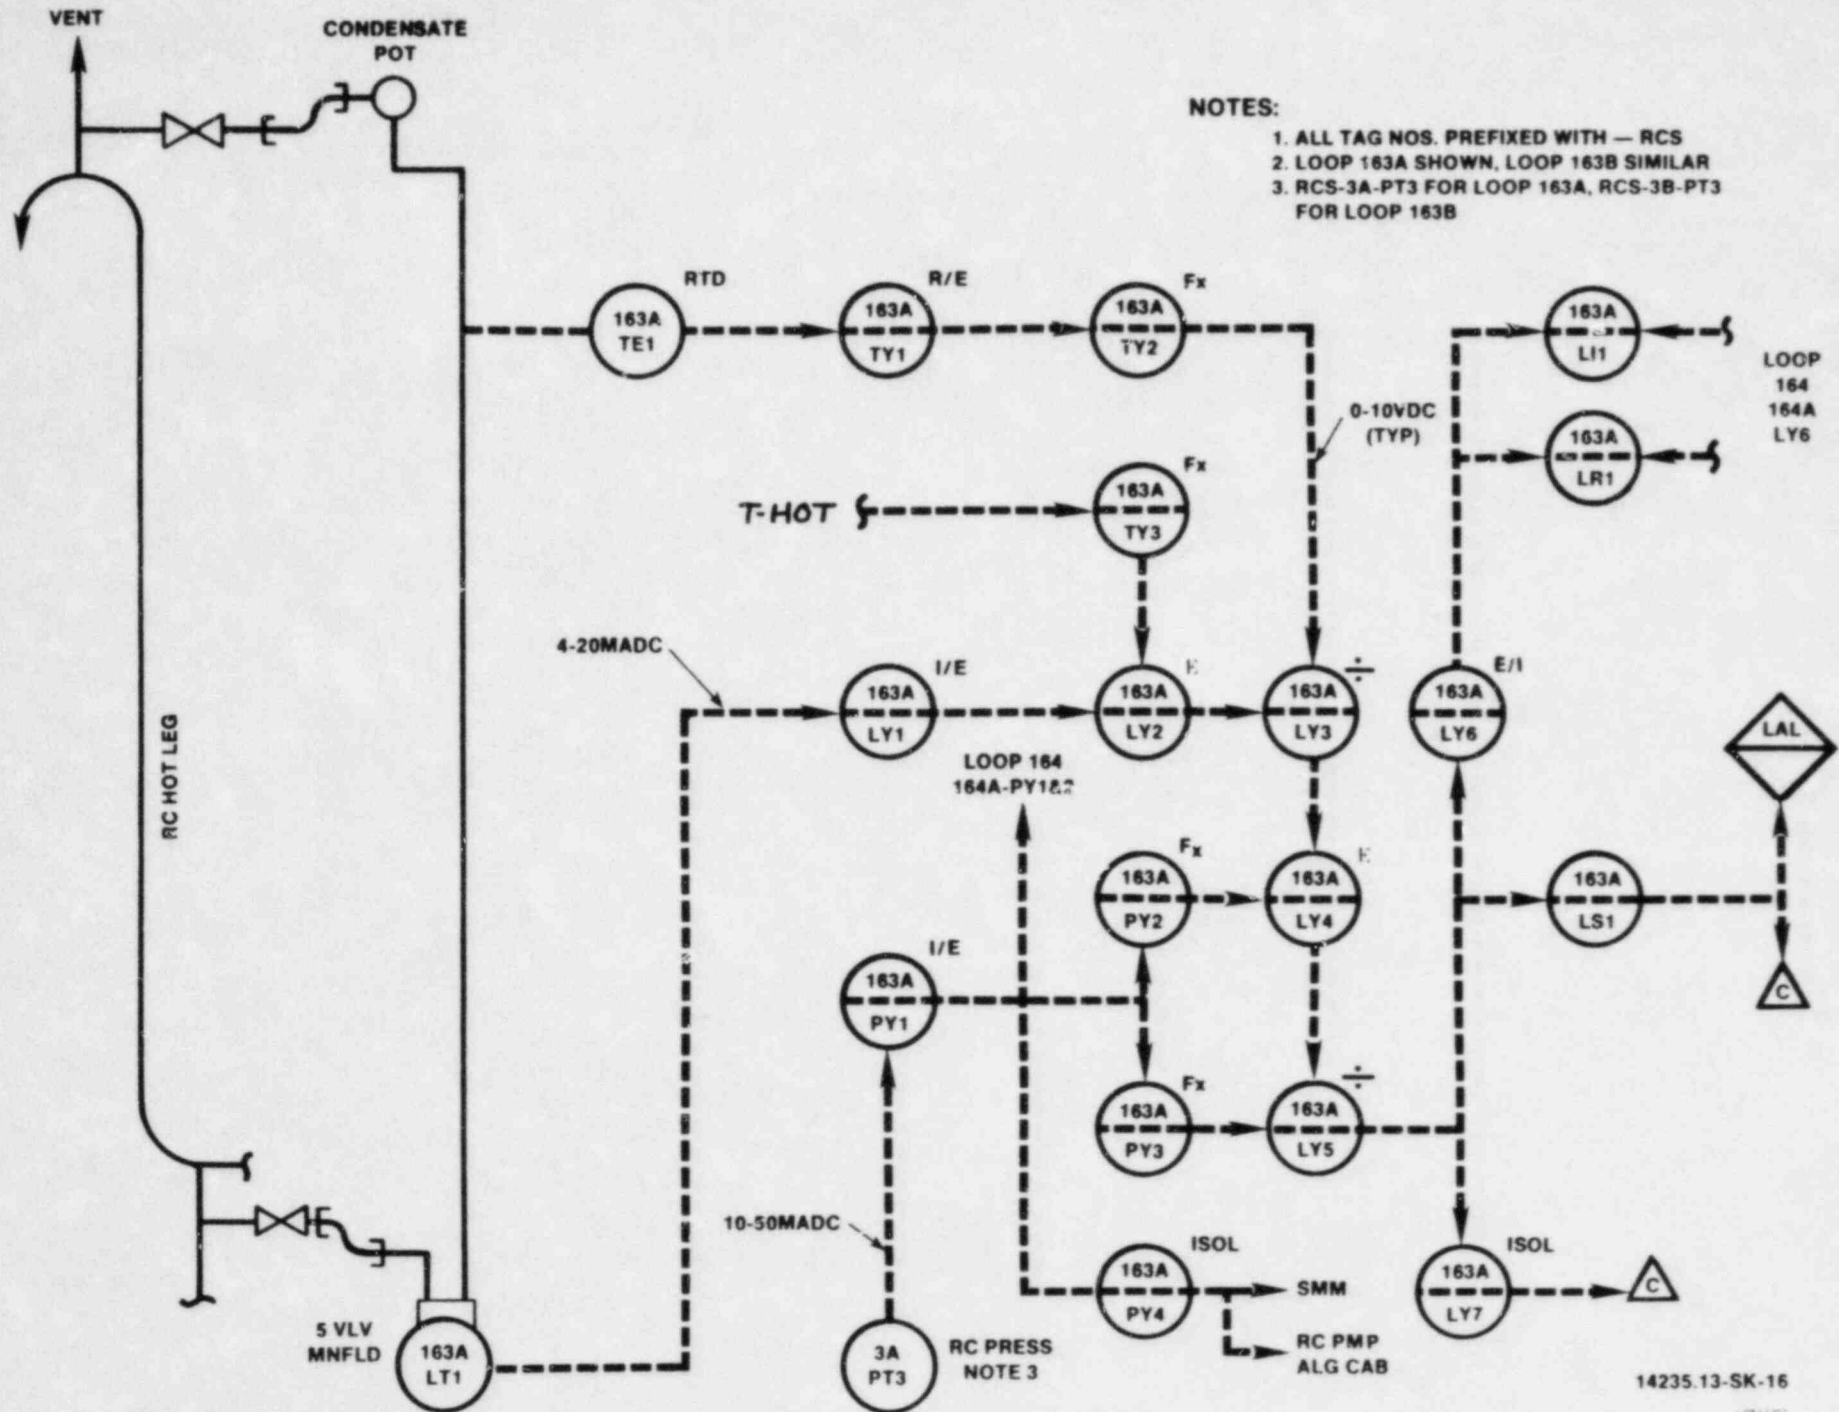 VENT
CONDENSATE
POT
NOTES:
1. ALL TAG NOS. PREFIXED WITH — RCS
2. LOOP 163A SHOWN, LOOP 163B SIMILAR
3. RCS-3A-PT3 FOR LOOP 163A, RCS-3B-PT3
FOR LOOP 163B
RTD
163A
TE1
R/E
163A
TY1
Fx
163A
TY2
163A
LI1
LOOP
164
164A
LY6
0-10VDC
(TYP)
163A
LR1
T-HOT
Fx
163A
TY3
4-20MADC
I/E
163A
LY1
E
163A
LY2
÷
163A
LY3
E/I
163A
LY6
LAL
RC HOT LEG
LOOP 164
164A-PY1&2
Fx
163A
PY2
E
163A
LY4
163A
LS1
C
I/E
163A
PY1
Fx
163A
PY3
÷
163A
LY5
10-50MADC
ISOL
163A
PY4
SMM
RC PMP
ALG CAB
ISOL
163A
LY7
C
5 VLV
MNFLD
163A
LT1
3A
PT3
RC PRESS
NOTE 3
14235.13-SK-16